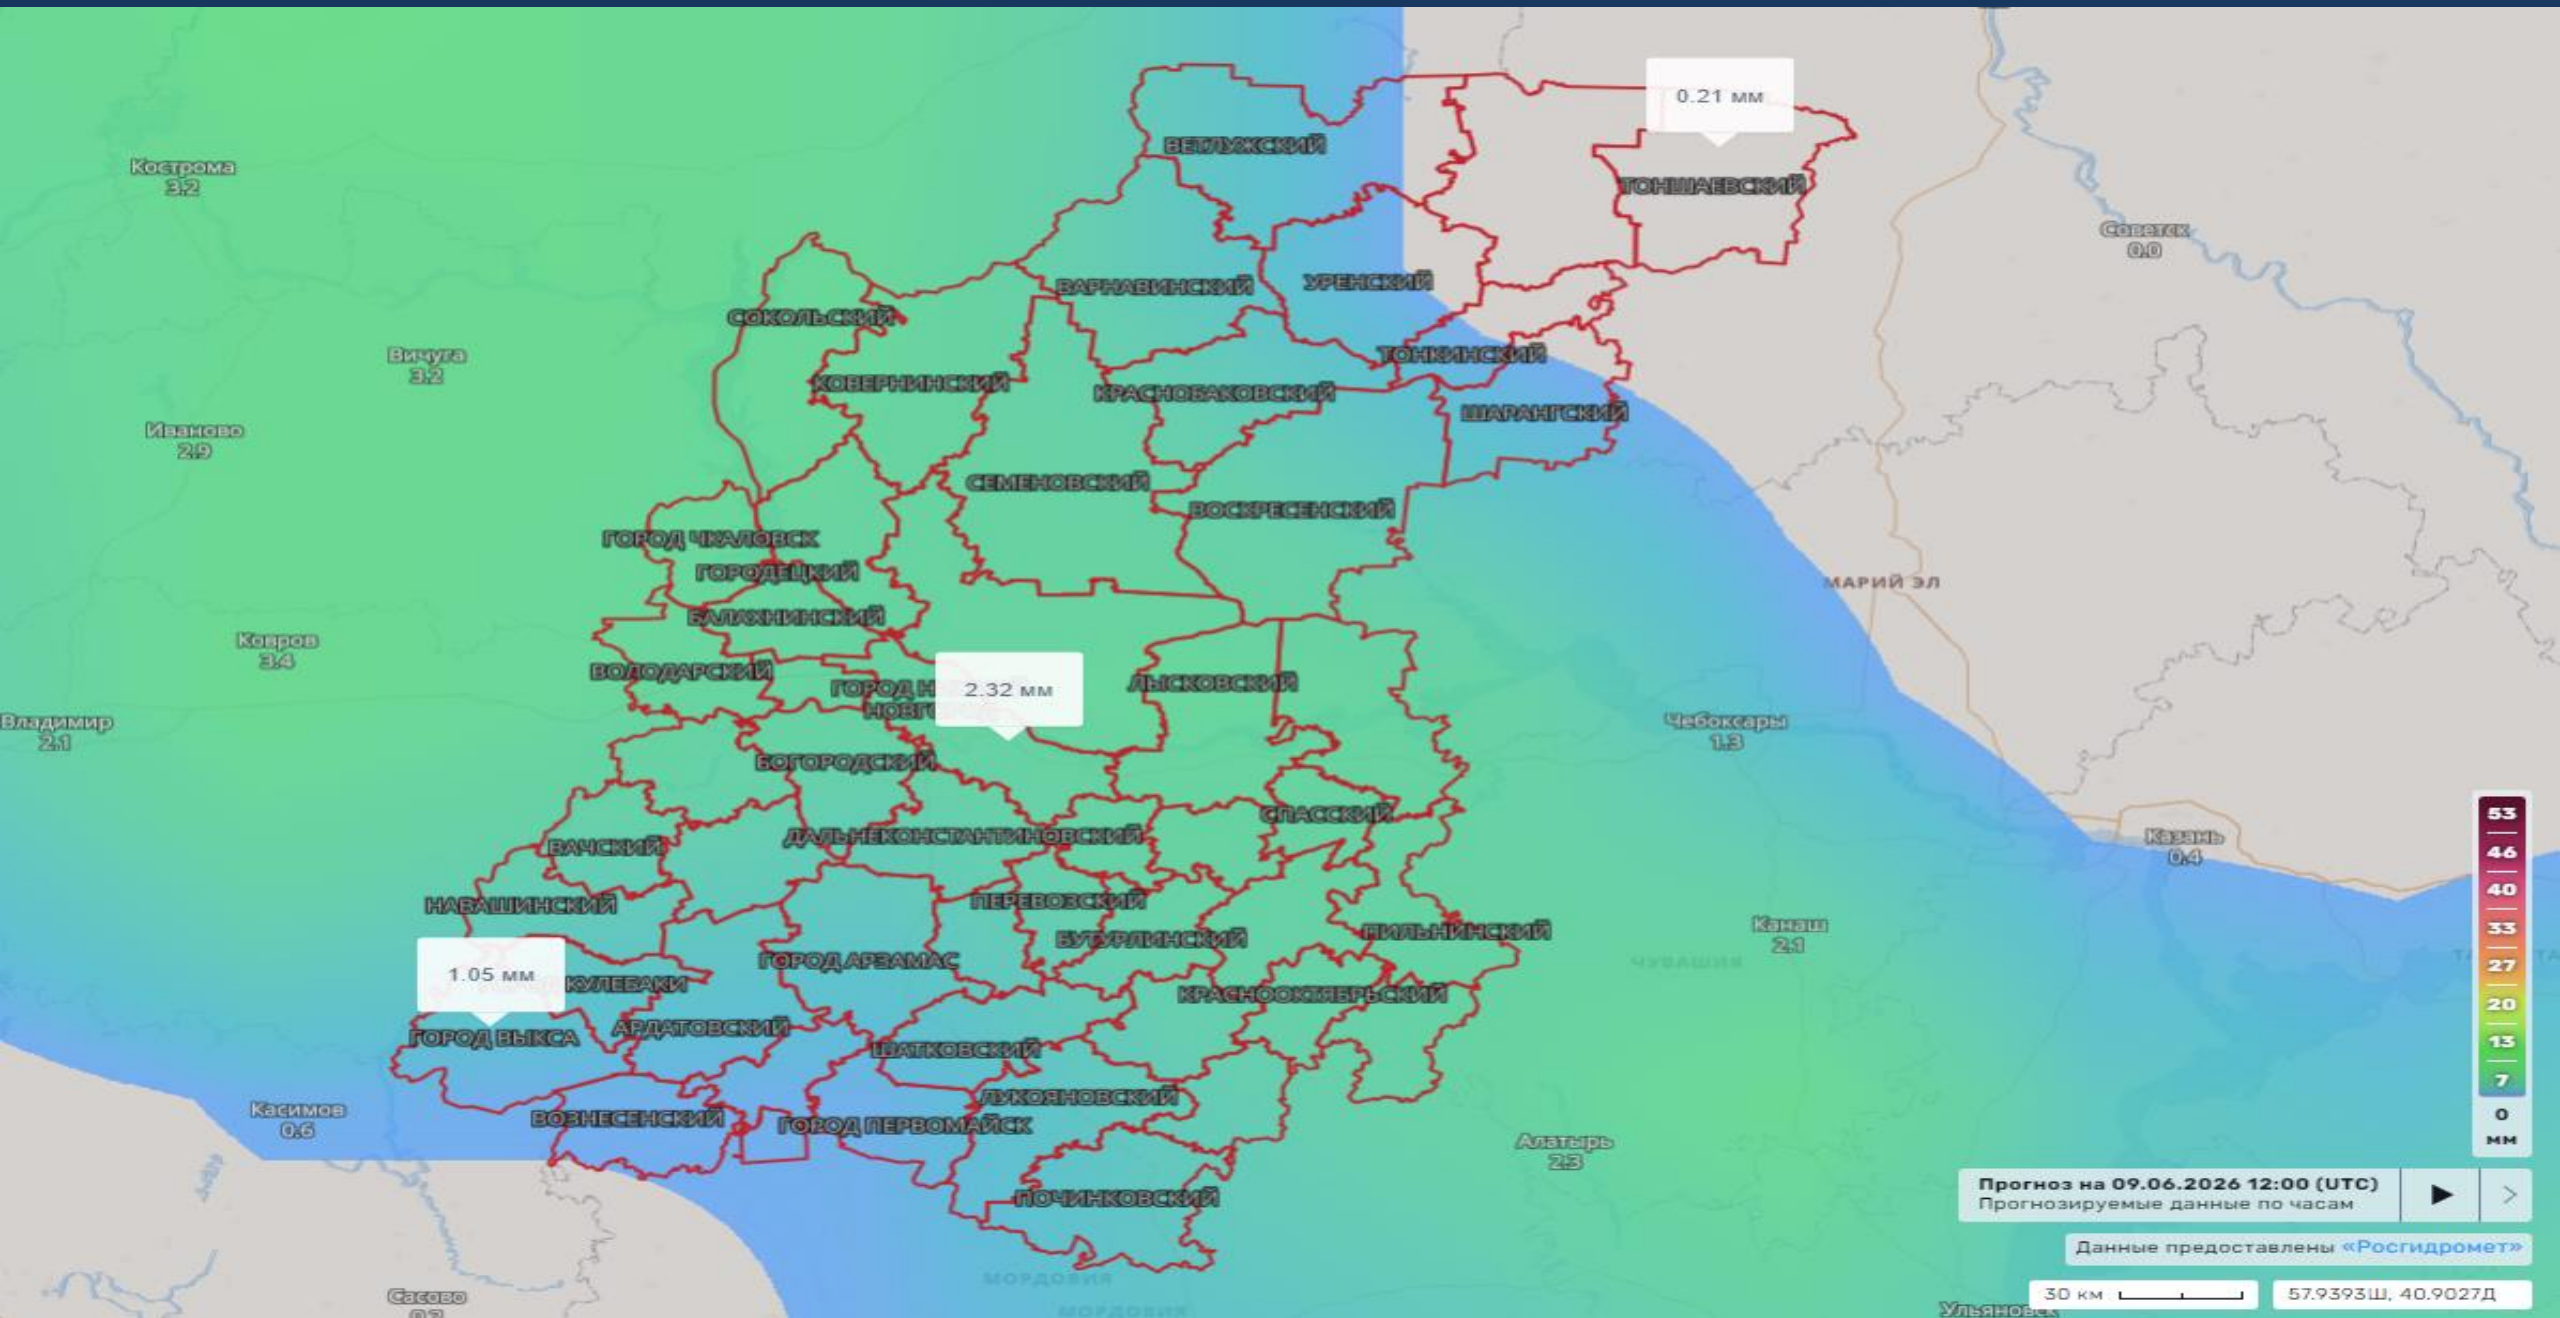 0.21 мм
ВЕТЛУЖСКИЙ
Кострома
3.2
ТОНШАЕВСКИЙ
Советск
0.0
ВАРНАВИНСКИЙ
УРЕНСКИЙ
СОКОЛЬСКИЙ
Вичуга
3.2
ТОНКИНСКИЙ
КОВЕРНИНСКИЙ
КРАСНОБАКОВСКИЙ
ШАРАНГСКИЙ
Иваново
2.9
СЕМЕНОВСКИЙ
ВОСКРЕСЕНСКИЙ
ГОРОД ЧКАЛОВСК
ГОРОДЕЦКИЙ
МАРИЙ ЭЛ
БАЛАХНИНСКИЙ
Ковров
3.4
ВОЛОДАРСКИЙ
ГОРОД
2.32 мм
ЛЫСКОВСКИЙ
Владимир
2.1
Чебоксары
1.3
БОГОРОДСКИЙ
СПАССКИЙ
ДАЛЬНЕКОНСТАНТИНОВСКИЙ
ВАЧСКИЙ
Казань
0.4
НАВАШИНСКИЙ
ПЕРЕВОЗСКИЙ
БУТУРЛИНСКИЙ
ПИЛЬНИНСКИЙ
Канаш
2.1
ЧУВАШИЯ
ГОРОД АРЗАМАС
1.05 мм
КУЛЕБАКИ
КРАСНООКТЯБРЬСКИЙ
ГОРОД ВЫКСА
АРДАТОВСКИЙ
ШАТКОВСКИЙ
ЛУКОЯНОВСКИЙ
Касимов
0.6
ВОЗНЕСЕНСКИЙ
ГОРОД ПЕРВОМАЙСК
Алатырь
2.3
ПОЧИНКОВСКИЙ
МОРДОВИЯ
МОРДОВИЯ
Сасово
53
46
40
33
27
20
13
7
0
мм
Прогноз на 09.06.2026 12:00 (UTC)
Прогнозируемые данные по часам
Данные предоставлены «Росгидромет»
30 км
57.9393Ш, 40.9027Д